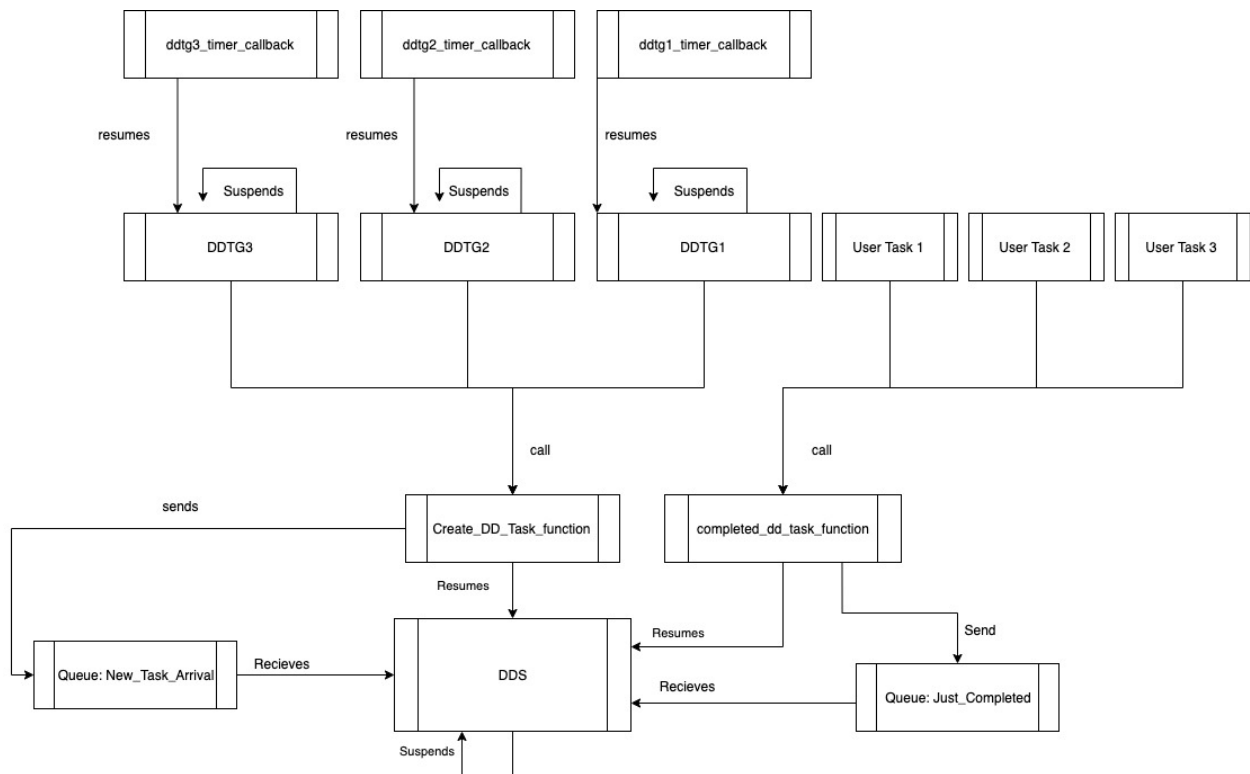 ddtg3_timer_callback
ddtg2_timer_callback
ddtg1_timer_callback
resumes
resumes
resumes
Suspends
Suspends
Suspends
DDTG3
DDTG2
DDTG1
User Task 1
User Task 2
User Task 3
call
call
sends
Create_DD_Task_function
completed_dd_task_function
Resumes
Resumes
Send
Queue: New_Task_Arrival
Recieves
DDS
Recieves
Queue: Just_Completed
Suspends